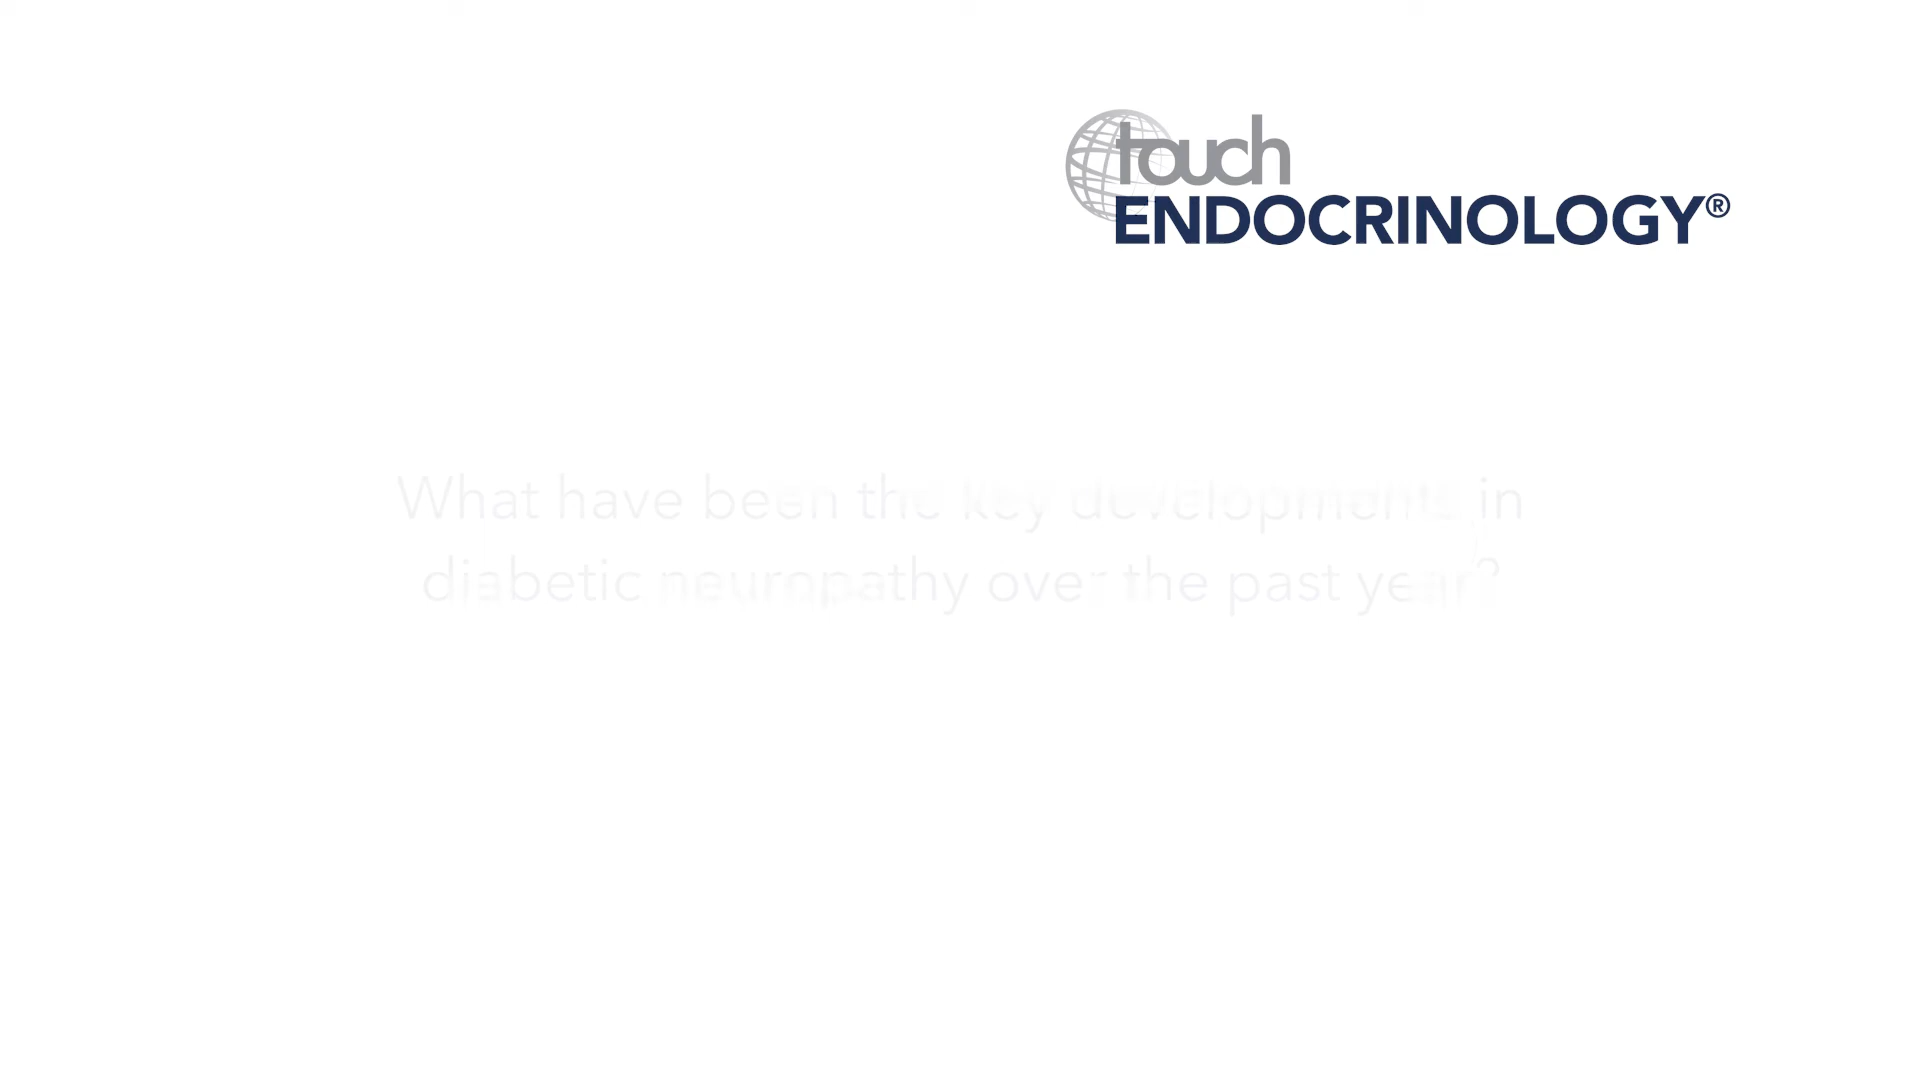 touch
ENDOCRINOLOGY®
What have been the key developments in
diabetic neuropathy over the past year?